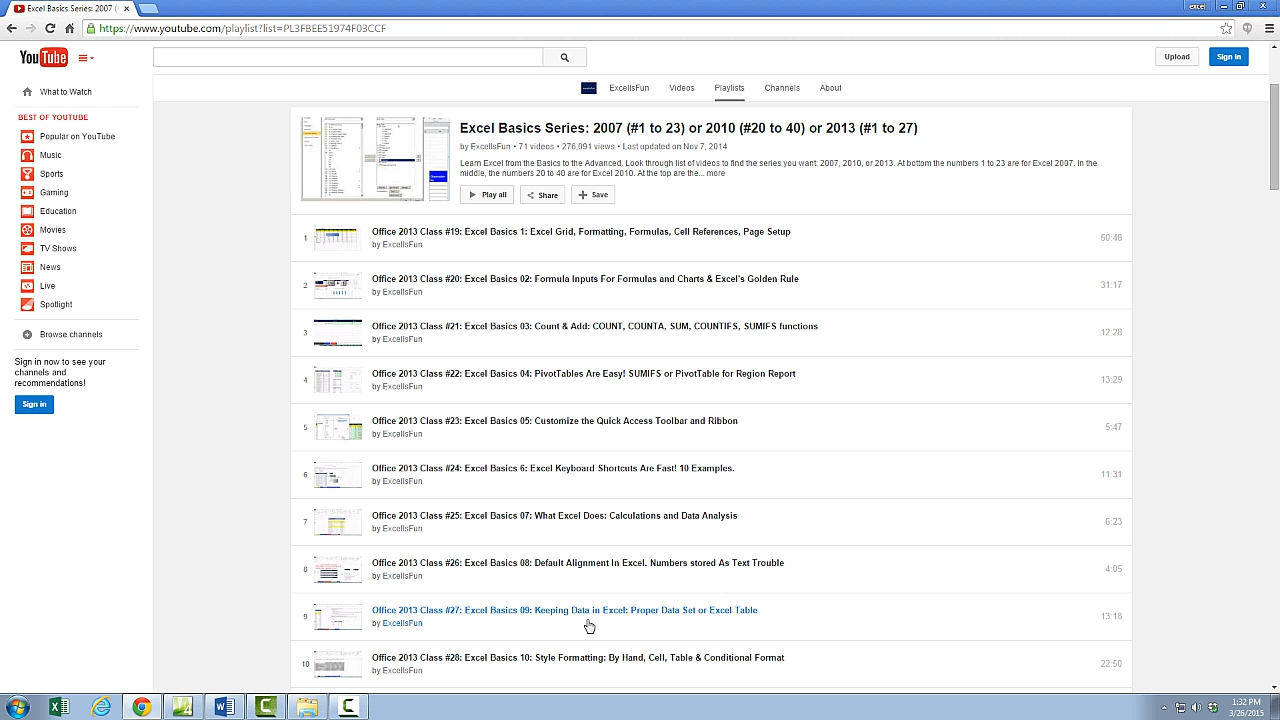 Excel Basics Series: 2007 (
excel
https://www.youtube.com/playlist?list=PL3FBEE51974F03CCF
YouTube
Upload
Sign in
What to Watch
BEST OF YOUTUBE
Popular on YouTube
Music
Sports
Gaming
Education
Movies
TV Shows
News
Live
Spotlight
Browse channels
Sign in now to see your
channels and
recommendations!
Sign in
ExcelIsFun
Videos
Playlists
Channels
About
Excel Basics Series: 2007 (#1 to 23) or 2010 (#20 to 40) or 2013 (#1 to 27)
by ExcelIsFun • 71 videos • 276,091 views • Last updated on Nov 7, 2014
Learn Excel from the Basics to the Advanced. Look through list of videos to find the series you want: 2007, 2010, or 2013. At bottom the numbers 1 to 23 are for Excel 2007. In
the middle, the numbers 20 to 40 are for Excel 2010. At the top are the... more
Play all
Share
Save
1 Office 2013 Class #19: Excel Basics 1: Excel Grid, Formatting, Formulas, Cell References, Page Setup 50:48
by ExcelIsFun
2 Office 2013 Class #20: Excel Basics 02: Formula Inputs For Formulas and Charts & Excel's Golden Rule 31:17
by ExcelIsFun
3 Office 2013 Class #21: Excel Basics 03: Count & Add: COUNT, COUNTA, SUM, COUNTIFS, SUMIFS functions 12:28
by ExcelIsFun
4 Office 2013 Class #22: Excel Basics 04: PivotTables Are Easy! SUMIFS or PivotTable for Region Report 13:29
by ExcelIsFun
5 Office 2013 Class #23: Excel Basics 05: Customize the Quick Access Toolbar and Ribbon 5:47
by ExcelIsFun
6 Office 2013 Class #24: Excel Basics 6: Excel Keyboard Shortcuts Are Fast! 10 Examples. 11:31
by ExcelIsFun
7 Office 2013 Class #25: Excel Basics 07: What Excel Does: Calculations and Data Analysis 6:23
by ExcelIsFun
8 Office 2013 Class #26: Excel Basics 08: Default Alignment in Excel. Numbers stored As Text 4:05
by ExcelIsFun
9 Office 2013 Class #27: Excel Basics 09: Keeping Data in Excel: Proper Data Set or Excel Table 13:18
by ExcelIsFun
10 Office 2013 Class #28: Excel Basics 10: Style Formatting: By Hand, Cell, Table & Conditional 22:50
by ExcelIsFun
1:32 PM
3/26/2015